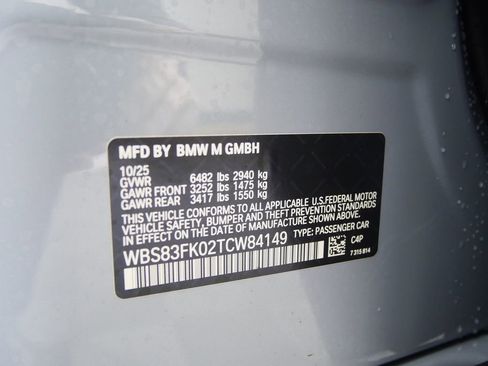 MFD BY BMW M GMBH
10/25
GVWR 6482 lbs 2940 kg
GAWR FRONT 3252 lbs 1475 kg
GAWR REAR 3417 lbs 1550 kg
THIS VEHICLE CONFORMS TO ALL APPLICABLE U.S. FEDERAL MOTOR
VEHICLE SAFETY, BUMPER AND THEFT PREVENTION STANDARDS IN
EFFECT ON THE DATE OF MANUFACTURE SHOWN ABOVE.
WBS83FK02TCW84149 TYPE: PASSENGER CAR
C4P
7 315 814